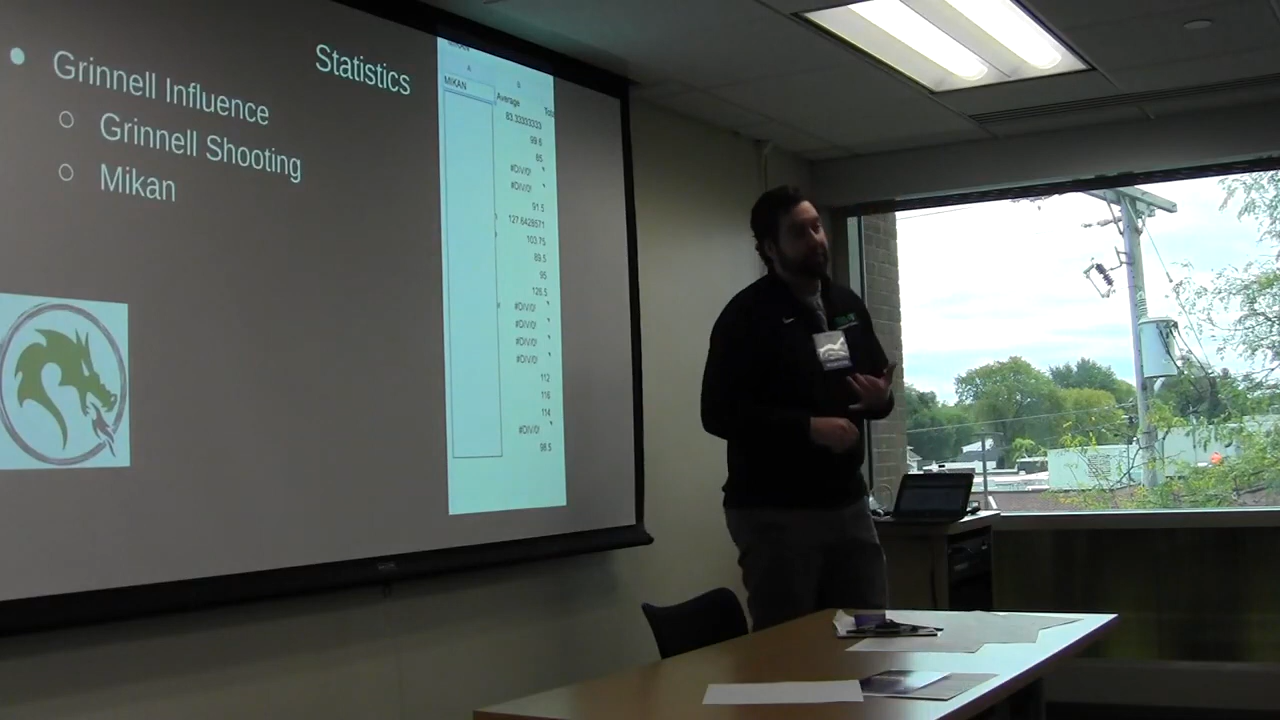 Statistics
● Grinnell Influence
○ Grinnell Shooting
○ Mikan
A
B
MIKAN
Average
83.33333333
99.6
85
#DIV/0!
#DIV/0!
91.5
127.6428571
103.75
89.5
95
126.5
#DIV/0!
#DIV/0!
#DIV/0!
#DIV/0!
112
116
114
#DIV/0!
98.5